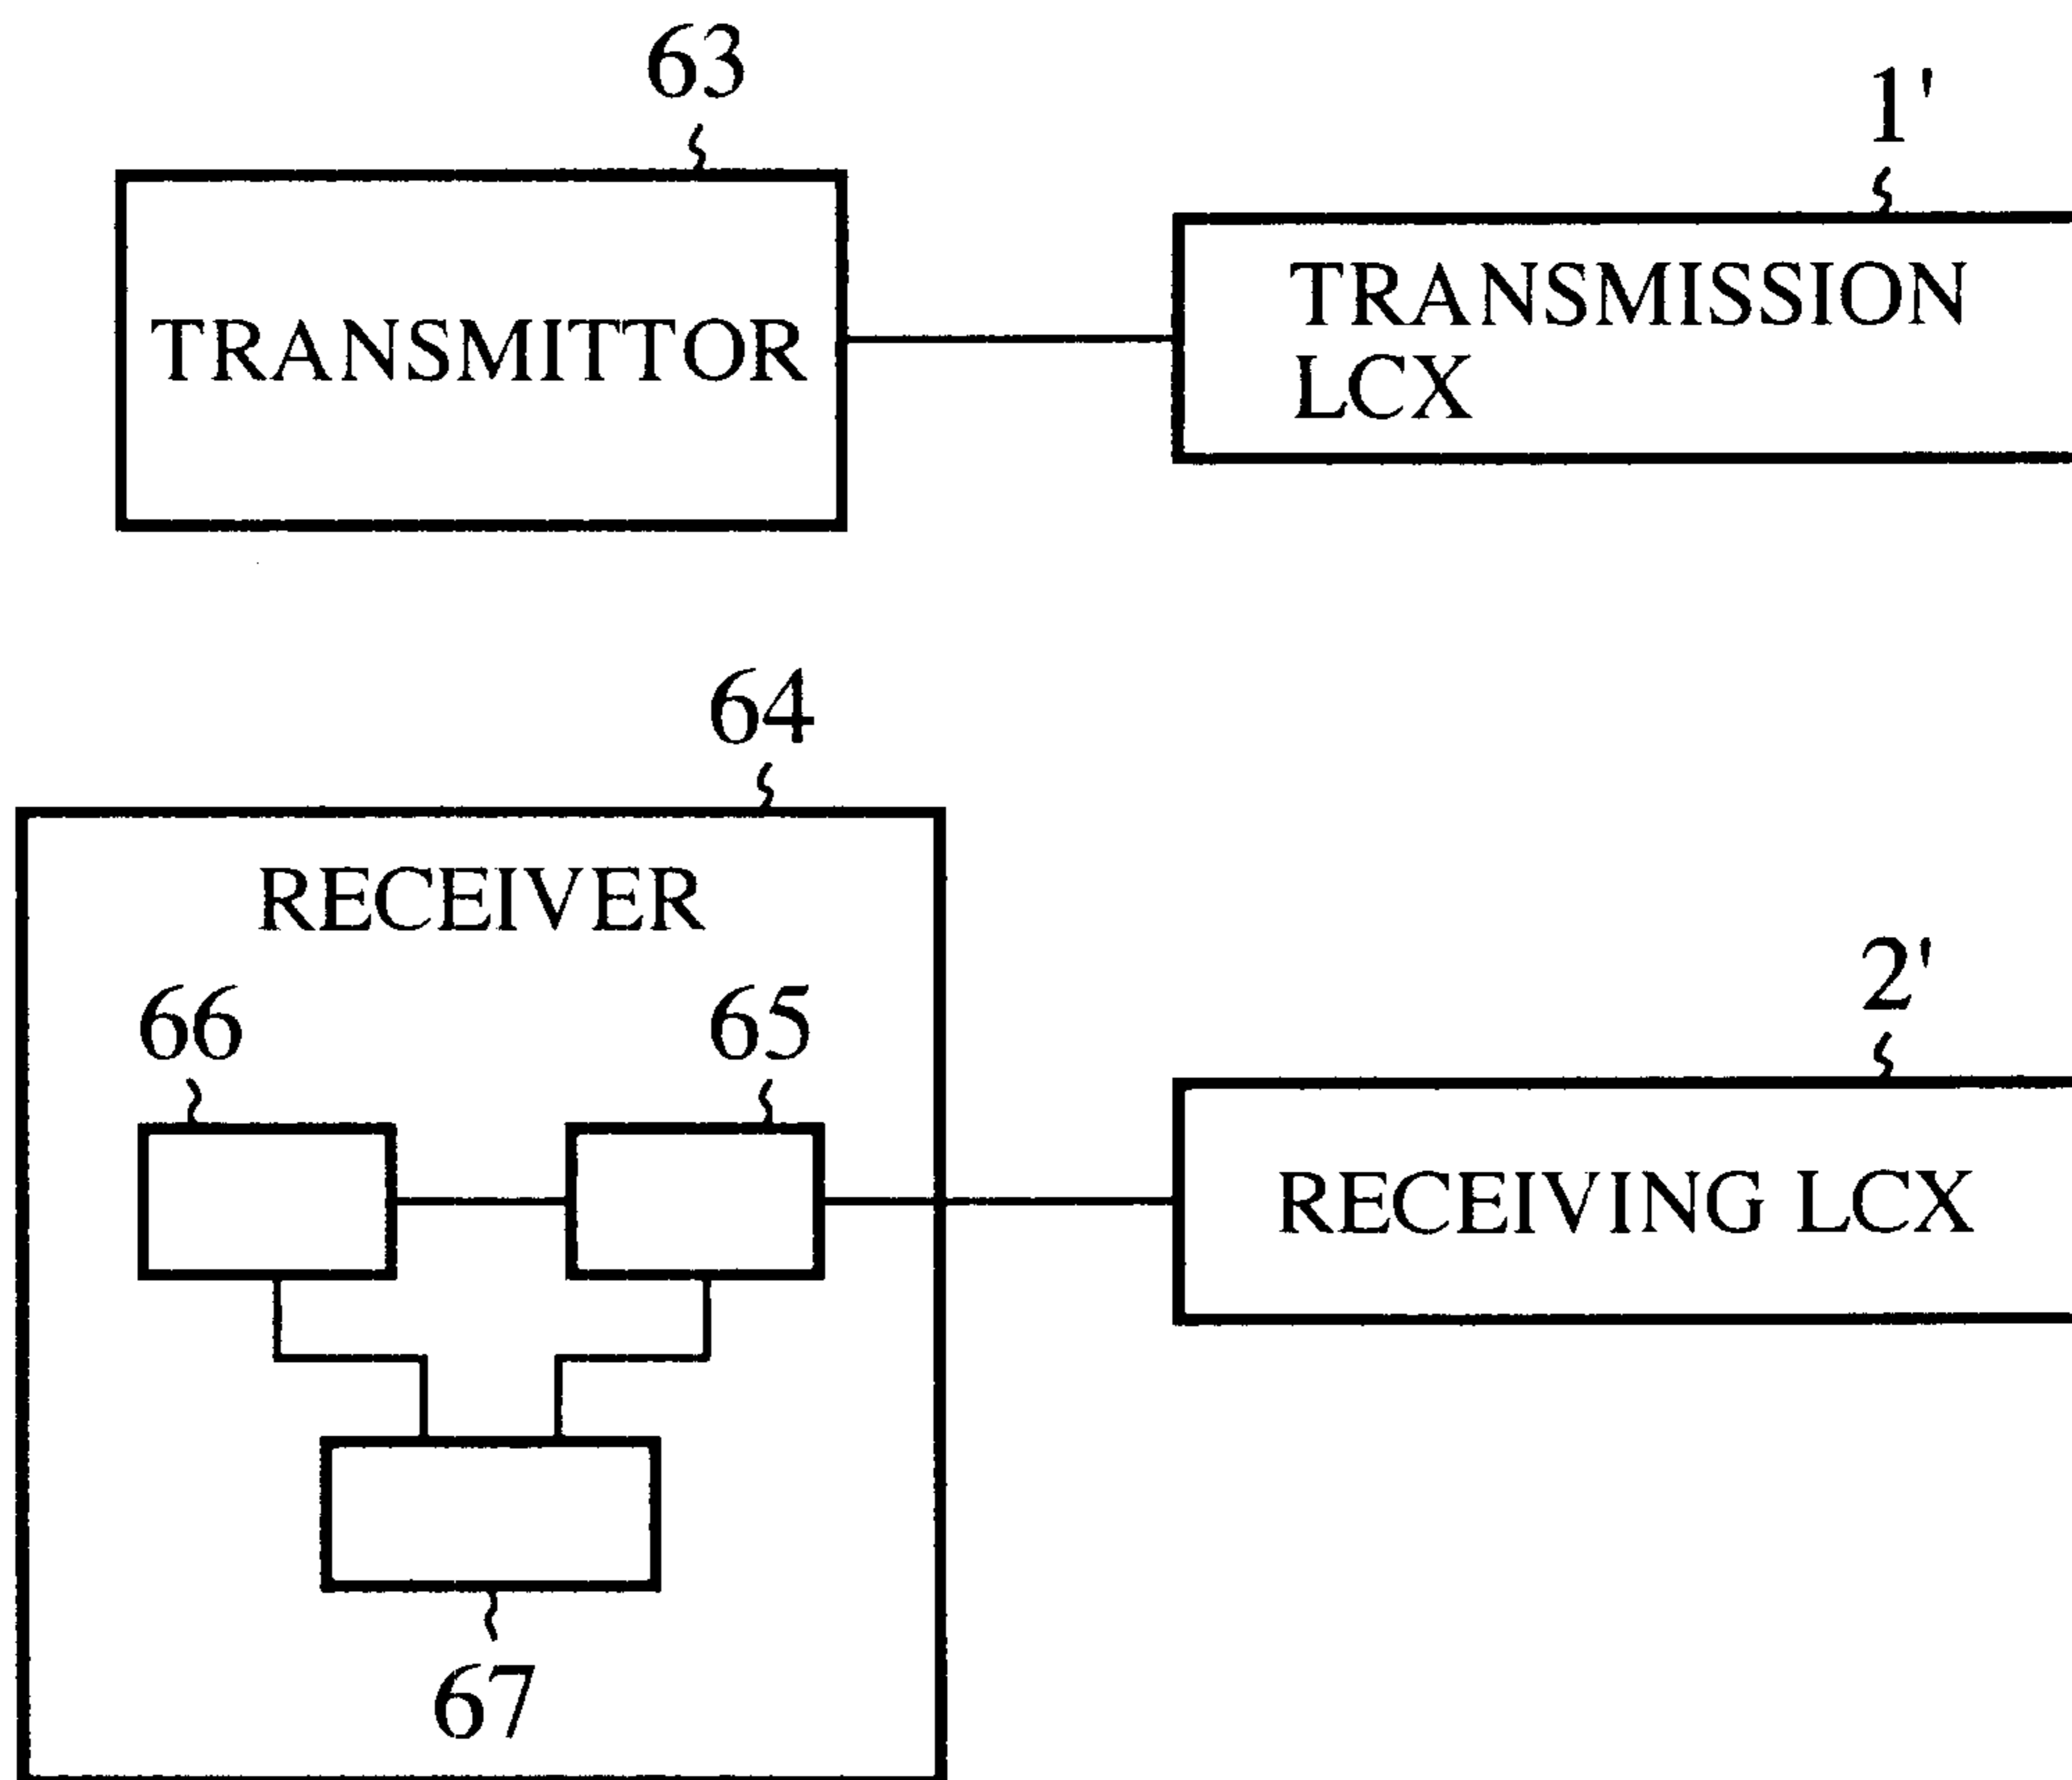 63
1'
TRANSMITTOR
TRANSMISSION
LCX
64
RECEIVER
66
65
2'
RECEIVING LCX
67